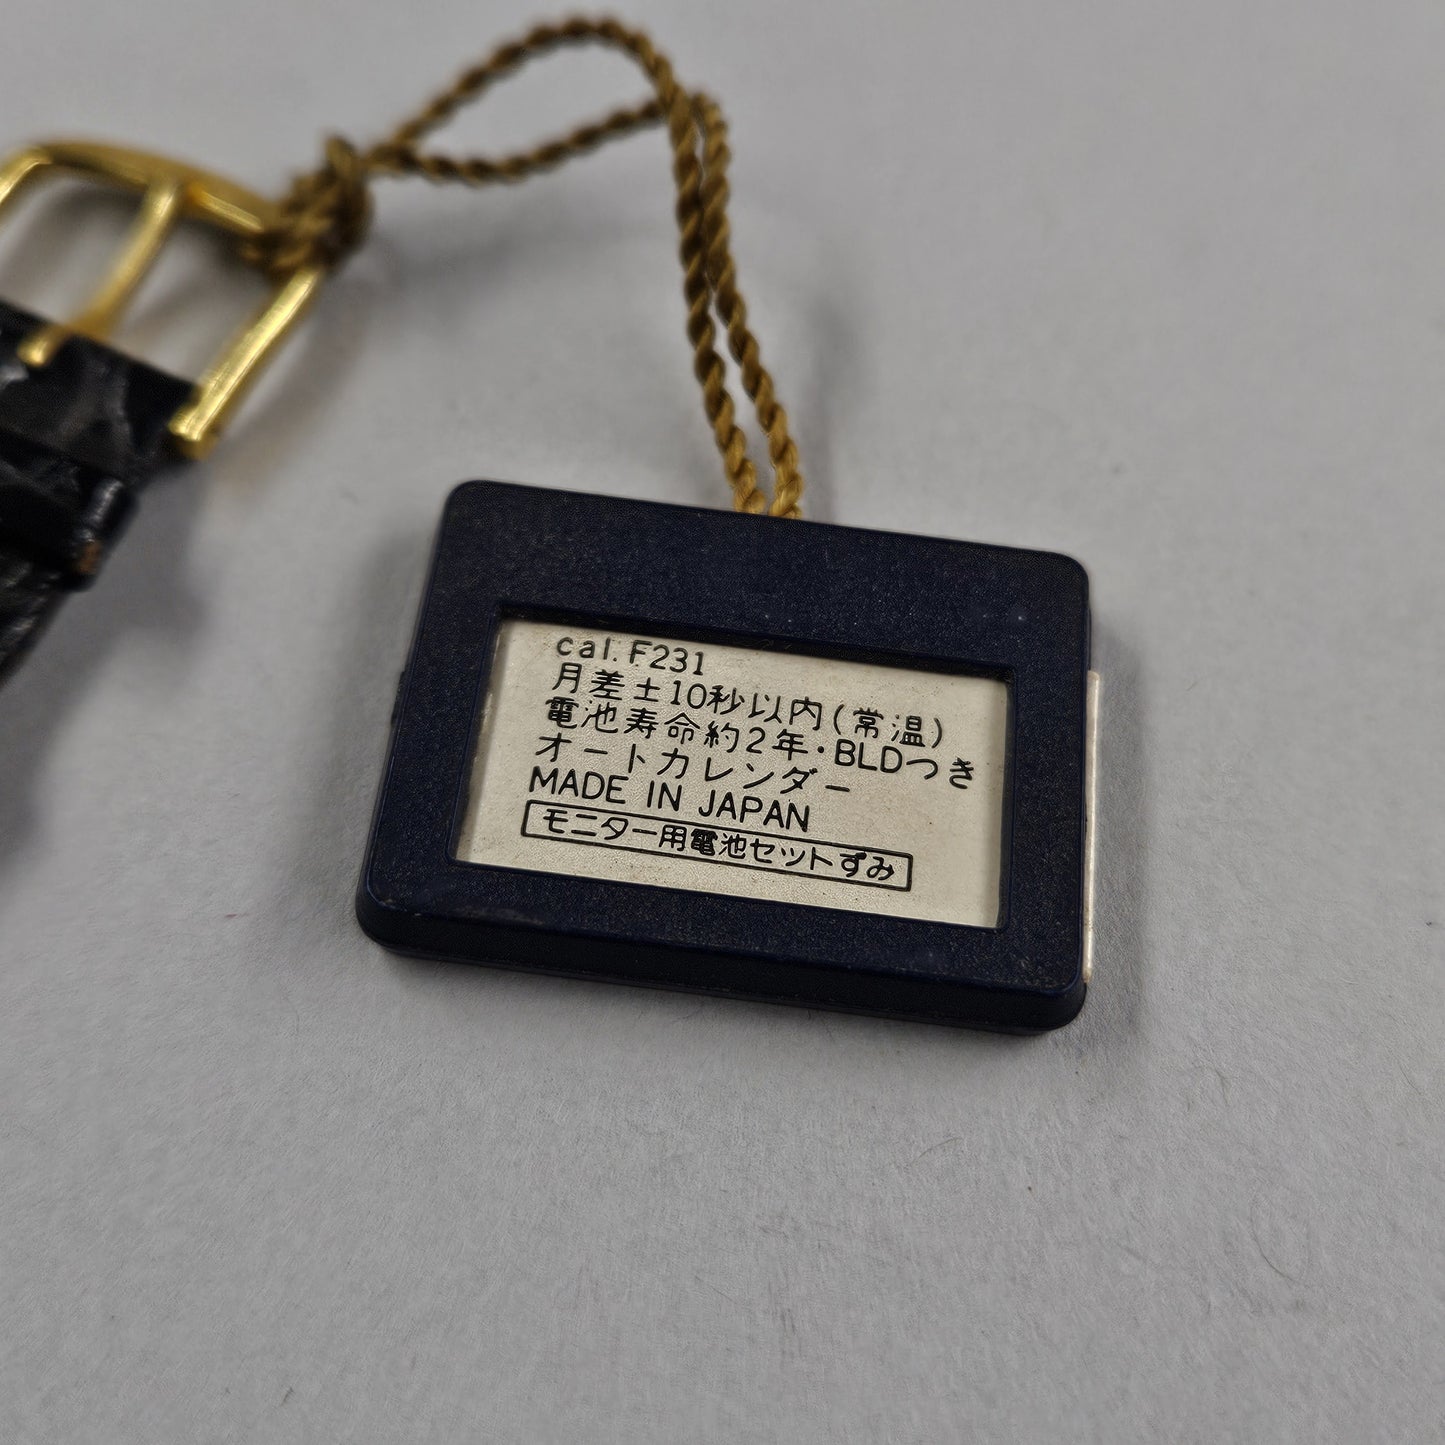 cal. F231
月差±10秒以内(常温)
電池寿命約2年・BLDつき
オートカレンダー
MADE IN JAPAN
モニター用電池セットずみ